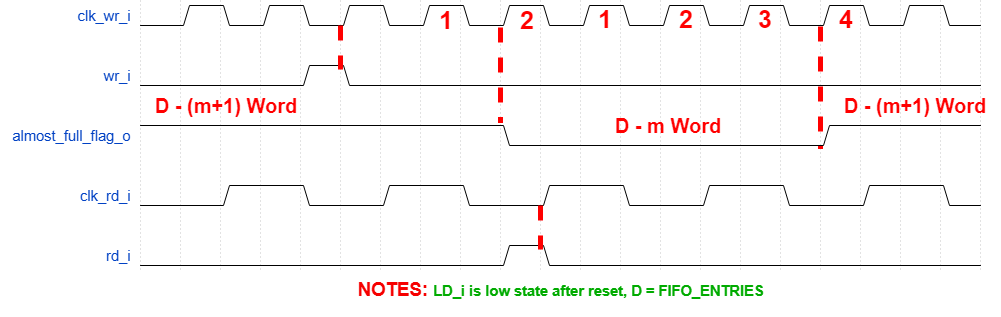 clk_wr_i
1 2 1 2 3 4
wr_i
D - (m+1) Word
D - m Word
D - (m+1) Word
almost_full_flag_o
clk_rd_i
rd_i
NOTES: LD_i is low state after reset, D = FIFO_ENTRIES